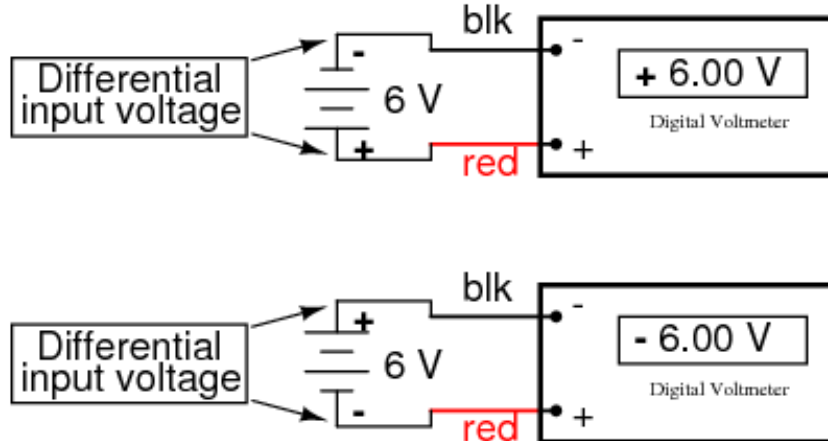 blk
-
-
+ 6.00 V
Differential
input voltage
6 V
Digital Voltmeter
+
+
red
blk
-
+
- 6.00 V
Differential
input voltage
6 V
Digital Voltmeter
-
+
red